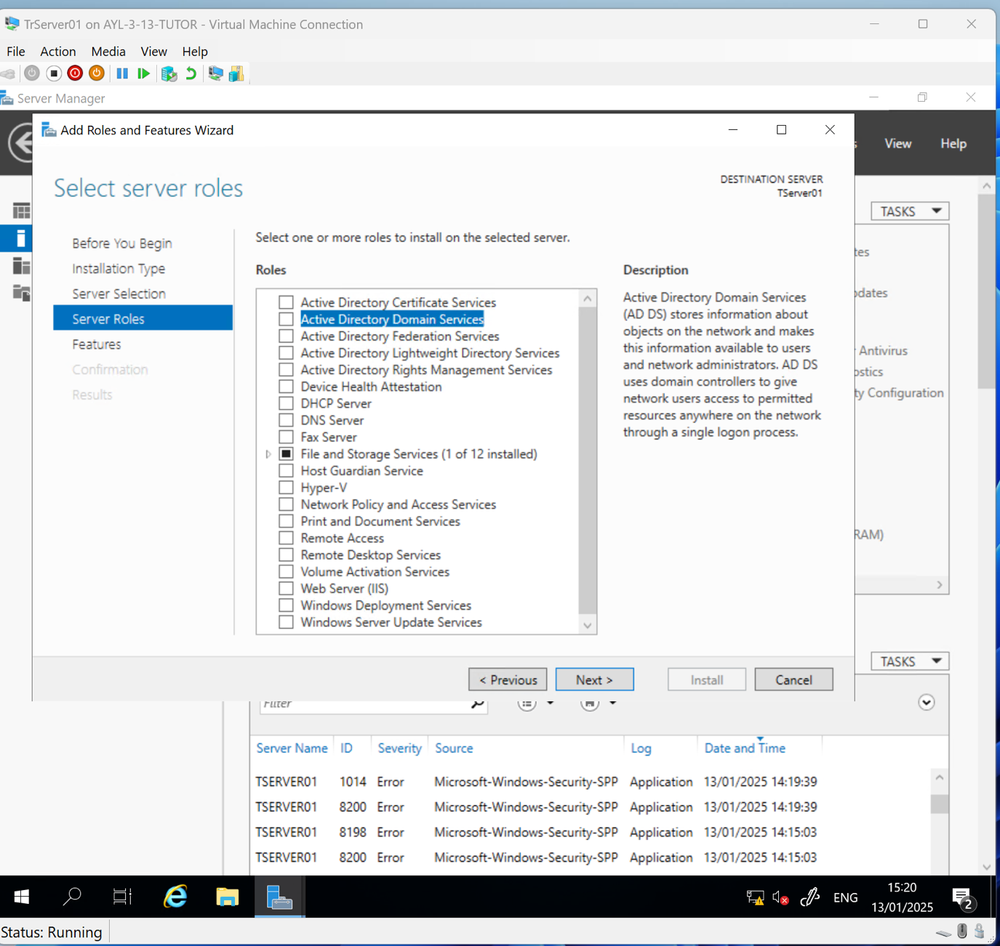 TrServer01 on AYL-3-13-TUTOR - Virtual Machine Connection
File Action Media View Help
Server Manager
Add Roles and Features Wizard
View Help
Select server roles
DESTINATION SERVER
TServer01
TASKS
Before You Begin
Installation Type
Server Selection
Server Roles
Features
Confirmation
Results
Select one or more roles to install on the selected server.
Roles
Active Directory Certificate Services
Active Directory Domain Services
Active Directory Federation Services
Active Directory Lightweight Directory Services
Active Directory Rights Management Services
Device Health Attestation
DHCP Server
DNS Server
Fax Server
File and Storage Services (1 of 12 installed)
Host Guardian Service
Hyper-V
Network Policy and Access Services
Print and Document Services
Remote Access
Remote Desktop Services
Volume Activation Services
Web Server (IIS)
Windows Deployment Services
Windows Server Update Services
Description
Active Directory Domain Services
(AD DS) stores information about
objects on the network and makes
this information available to users
and network administrators. AD DS
uses domain controllers to give
network users access to permitted
resources anywhere on the network
through a single logon process.
tes
pdates
Antivirus
ostics
ty Configuration
RAM)
< Previous
Next >
Install
Cancel
TASKS
Filter
Server Name ID Severity Source Log Date and Time
TSERVER01 1014 Error Microsoft-Windows-Security-SPP Application 13/01/2025 14:19:39
TSERVER01 8200 Error Microsoft-Windows-Security-SPP Application 13/01/2025 14:19:39
TSERVER01 8198 Error Microsoft-Windows-Security-SPP Application 13/01/2025 14:15:03
TSERVER01 8200 Error Microsoft-Windows-Security-SPP Application 13/01/2025 14:15:03
ENG
15:20
13/01/2025
2
Status: Running